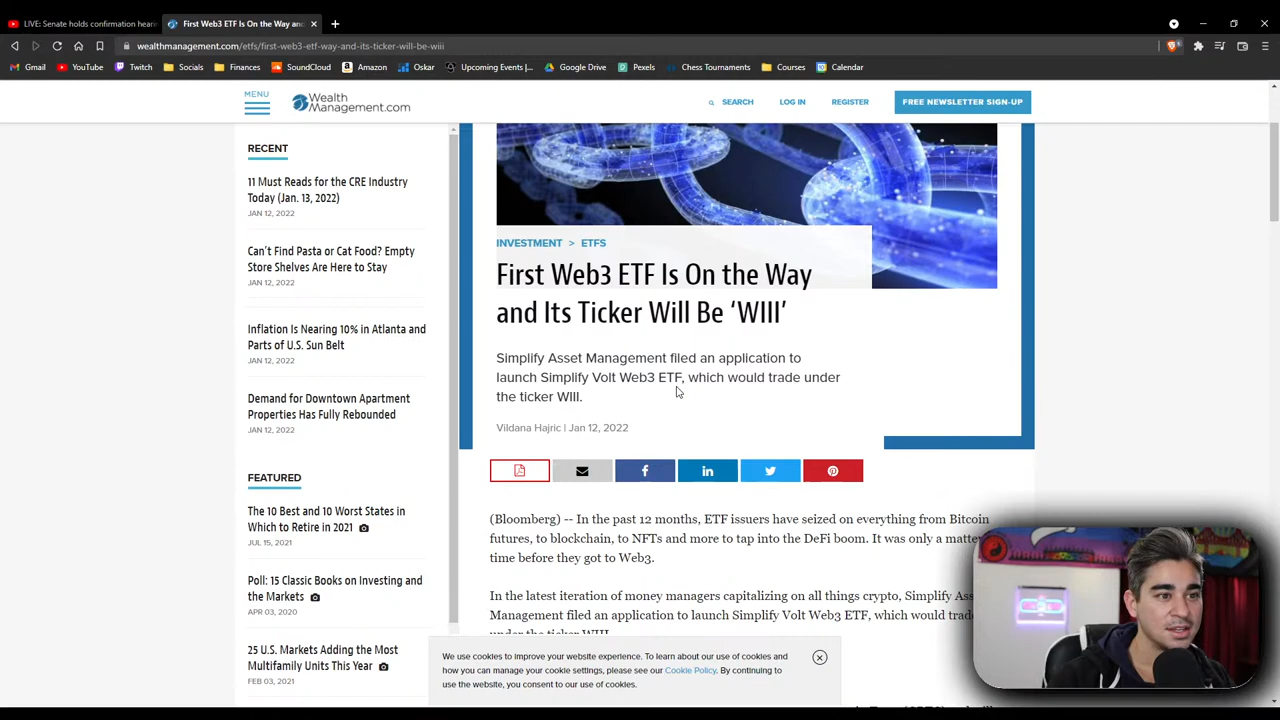 LIVE: Senate holds confirmation hearin
First Web3 ETF Is On the Way and
wealthmanagement.com/etfs/first-web3-etf-way-and-its-ticker-will-be-wiii
Gmail
YouTube
Twitch
Socials
Finances
SoundCloud
Amazon
Oskar
Upcoming Events |...
Google Drive
Pexels
Chess Tournaments
Courses
Calendar
MENU
Wealth
Management.com
SEARCH
LOG IN
REGISTER
FREE NEWSLETTER SIGN-UP
RECENT
11 Must Reads for the CRE Industry
Today (Jan. 13, 2022)
JAN 12, 2022
Can't Find Pasta or Cat Food? Empty
Store Shelves Are Here to Stay
JAN 12, 2022
Inflation Is Nearing 10% in Atlanta and
Parts of U.S. Sun Belt
JAN 12, 2022
Demand for Downtown Apartment
Properties Has Fully Rebounded
JAN 12, 2022
FEATURED
The 10 Best and 10 Worst States in
Which to Retire in 2021
JUL 15, 2021
Poll: 15 Classic Books on Investing and
the Markets
APR 03, 2020
25 U.S. Markets Adding the Most
Multifamily Units This Year
FEB 03, 2021
INVESTMENT > ETFS
First Web3 ETF Is On the Way
and Its Ticker Will Be 'WIII'
Simplify Asset Management filed an application to
launch Simplify Volt Web3 ETF, which would trade under
the ticker WIII.
Vildana Hajric | Jan 12, 2022
(Bloomberg) -- In the past 12 months, ETF issuers have seized on everything from Bitcoin
futures, to blockchain, to NFTs and more to tap into the DeFi boom. It was only a matte
time before they got to Web3.
In the latest iteration of money managers capitalizing on all things crypto, Simplify Ass
Management filed an application to launch Simplify Volt Web3 ETF, which would trad
under the ticker WIII.
We use cookies to improve your website experience. To learn about our use of cookies and
how you can manage your cookie settings, please see our Cookie Policy. By continuing to
use the website, you consent to our use of cookies.